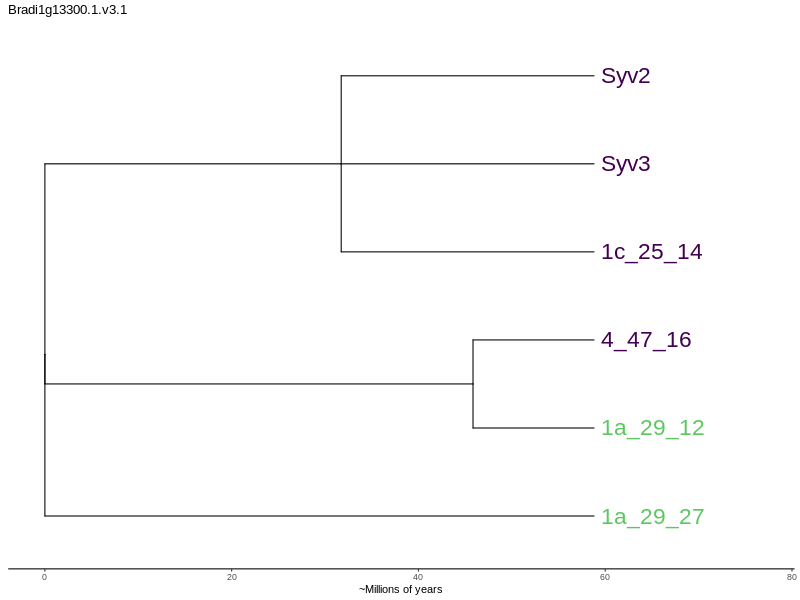 Bradi1g13300.1.v3.1
Syv2
Syv3
1c_25_14
4_47_16
1a_29_12
1a_29_27
0 20 40 60 80
~Millions of years